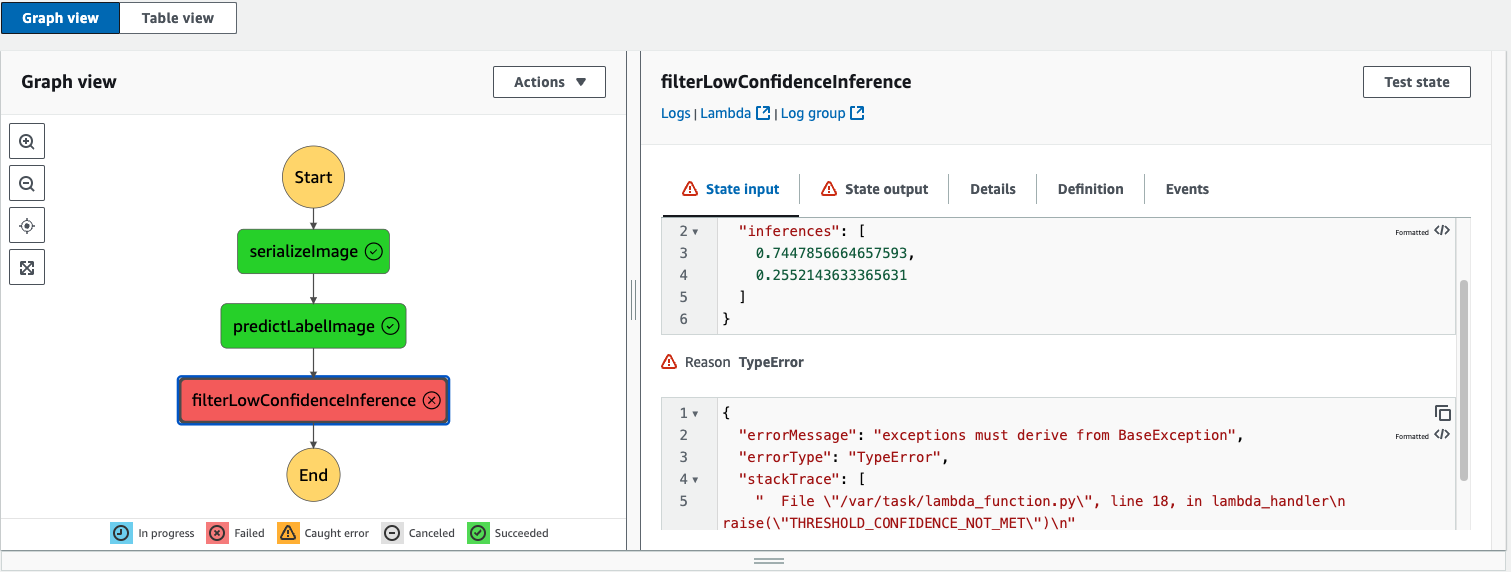 Graph view
Table view
Graph view
Actions
Start
serializeImage
predictLabelImage
filterLowConfidenceInference
End
In progress
Failed
Caught error
Canceled
Succeeded
filterLowConfidenceInference
Test state
Logs | Lambda | Log group
State input
State output
Details
Definition
Events
2 "inferences": [
Formatted </>
3 0.7447856664657593,
4 0.2552143633365631
5 ]
6 }
Reason TypeError
1 {
2 "errorMessage": "exceptions must derive from BaseException",
Formatted </>
3 "errorType": "TypeError",
4 "stackTrace": [
5 " File \"/var/task/lambda_function.py\", line 18, in lambda_handler\n
raise(\"THRESHOLD_CONFIDENCE_NOT_MET\")\n"